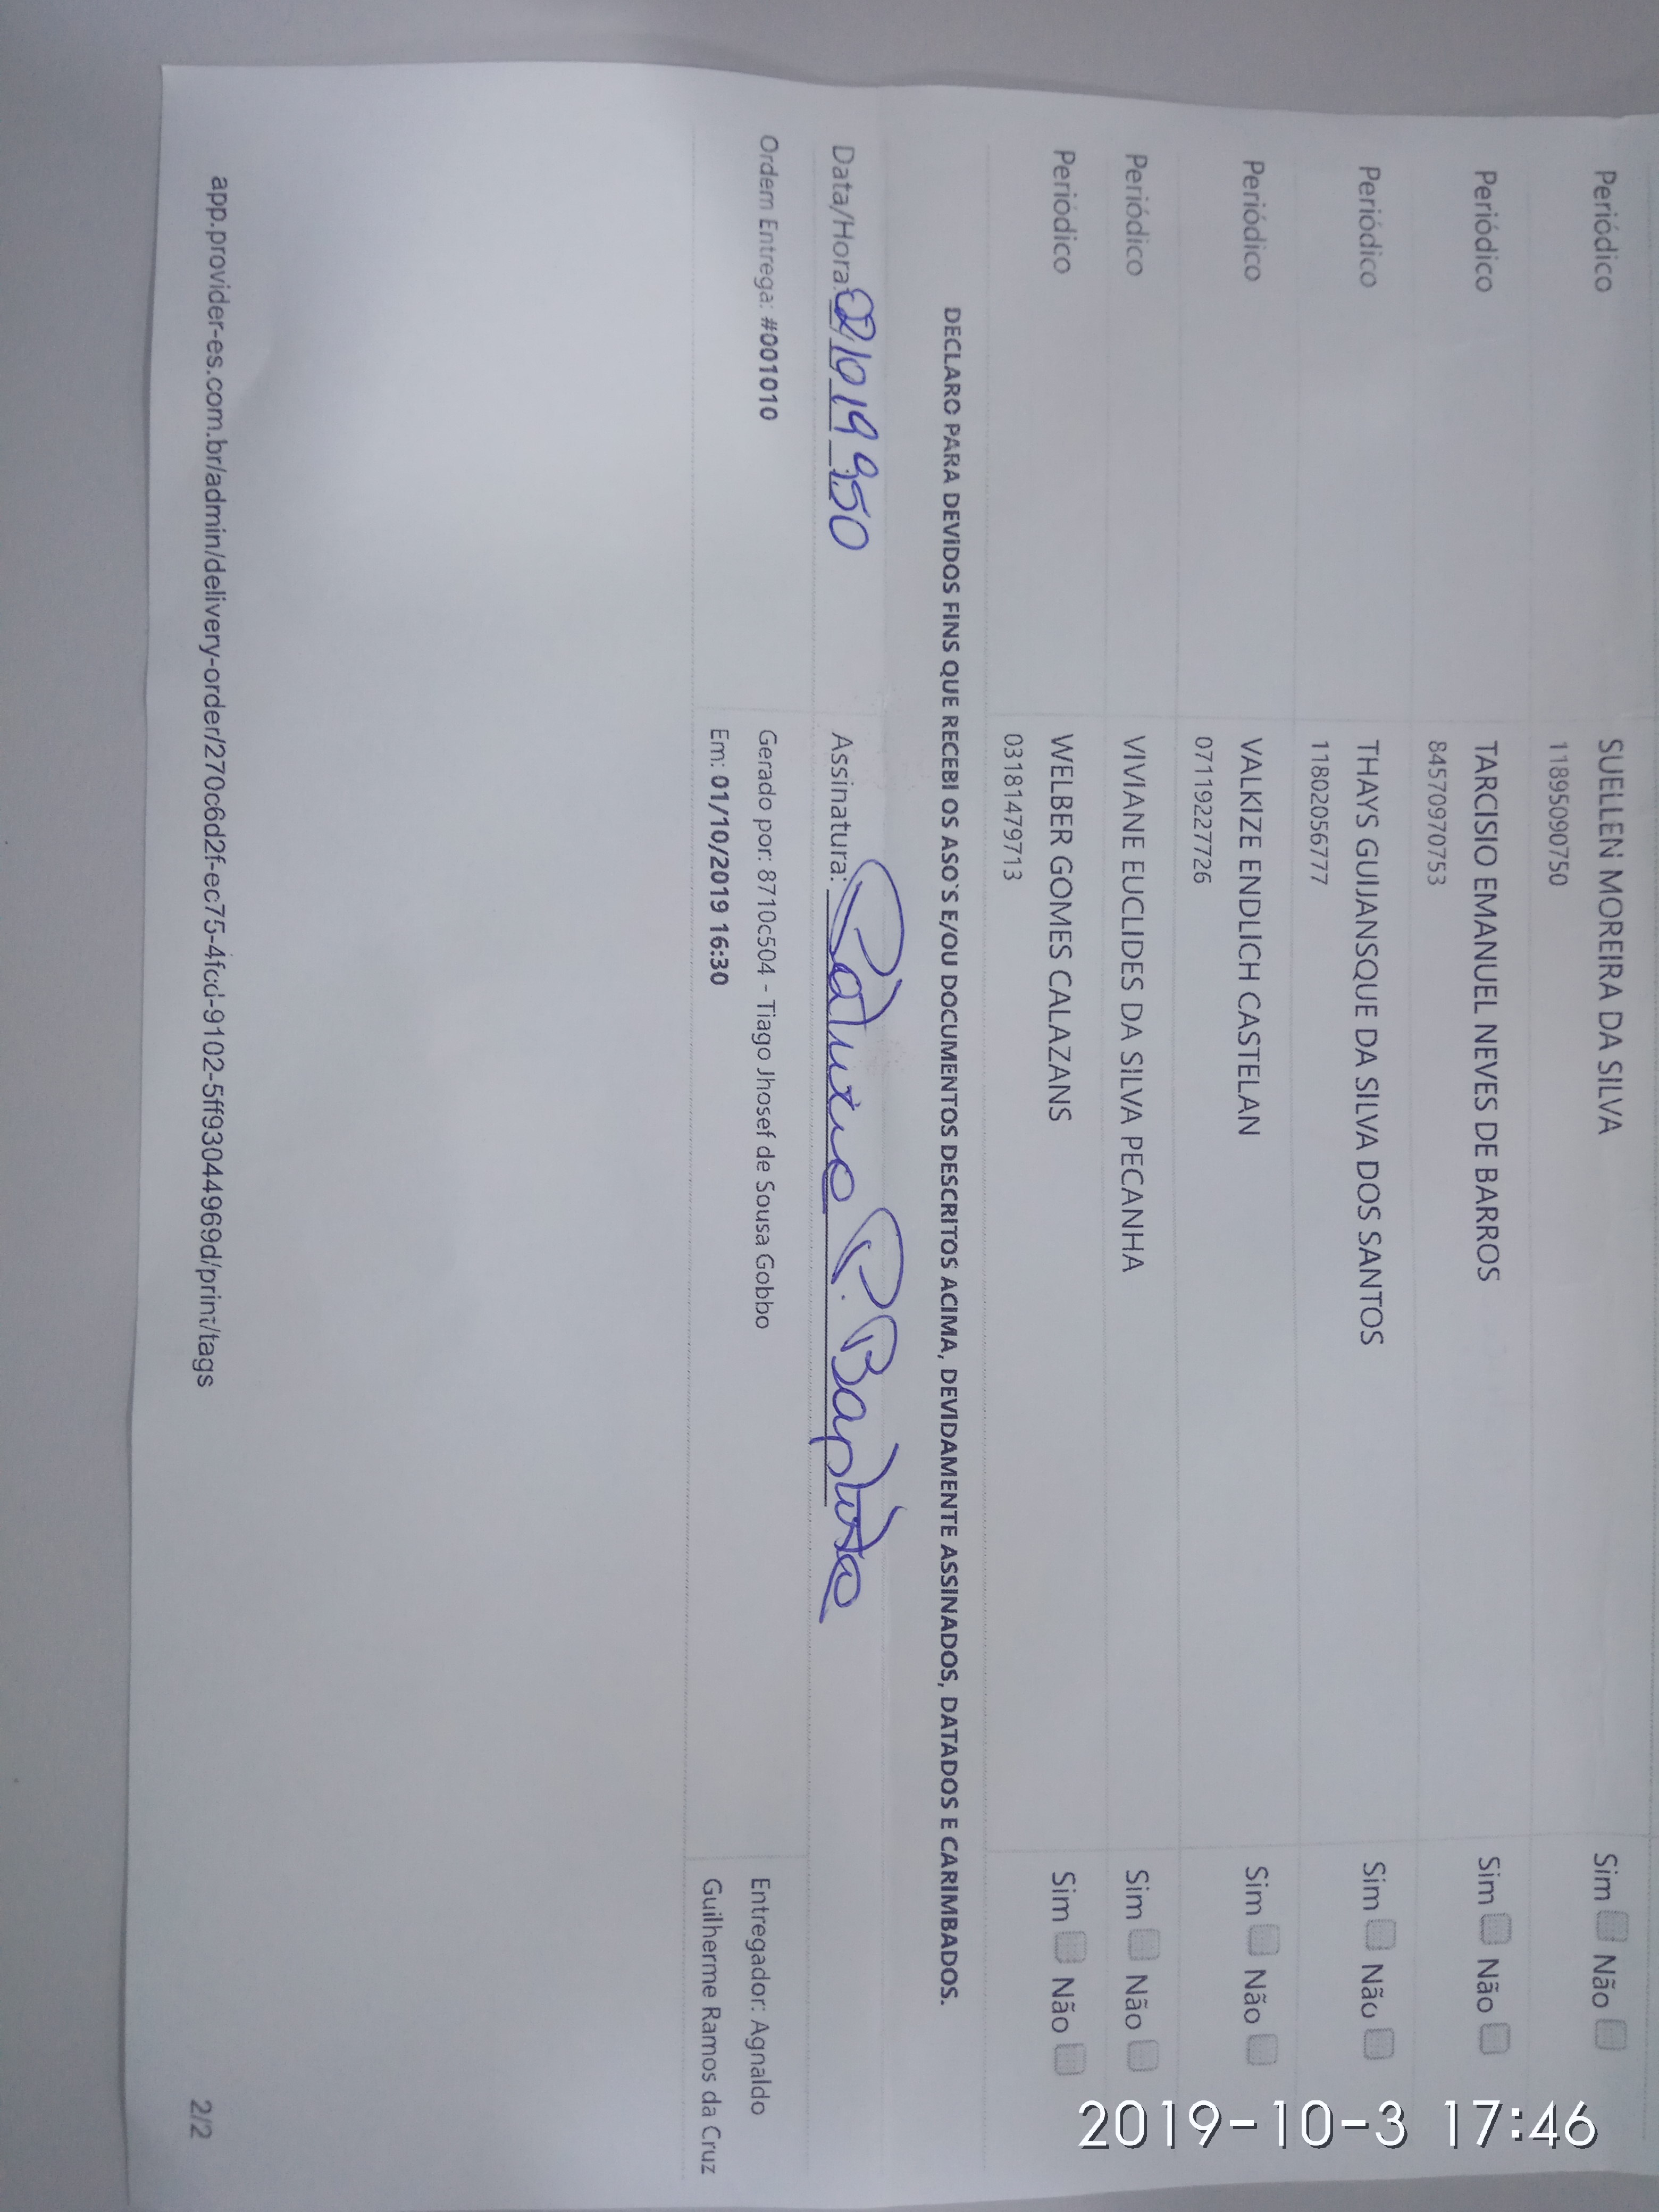 Periódico SUELLEN MOREIRA DA SILVA Sim Não
11895090750
Periódico TARCISIO EMANUEL NEVES DE BARROS Sim Não
84570970753
Periódico THAYS GUIJANSQUE DA SILVA DOS SANTOS Sim Não
11802056777
Periódico VALKIZE ENDLICH CASTELAN Sim Não
07119227726
Periódico VIVIANE EUCLIDES DA SILVA PECANHA Sim Não
Periódico WELBER GOMES CALAZANS Sim Não
03181479713
DECLARO PARA DEVIDOS FINS QUE RECEBI OS ASO`S E/OU DOCUMENTOS DESCRITOS ACIMA, DEVIDAMENTE ASSINADOS, DATADOS E CARIMBADOS.
Data/Hora: 02/10 19 950 Assinatura: P. Baptista
Ordem Entrega: #001010 Gerado por: 8710c504 - Tiago Jhosef de Sousa Gobbo Entregador: Agnaldo
Em: 01/10/2019 16:30 Guilherme Ramos da Cruz
app.provider-es.com.br/admin/delivery-order/270c6d2f-ec75-4fcd-9102-5ff93044969d/print/tags 2/2
2019-10-3 17:46